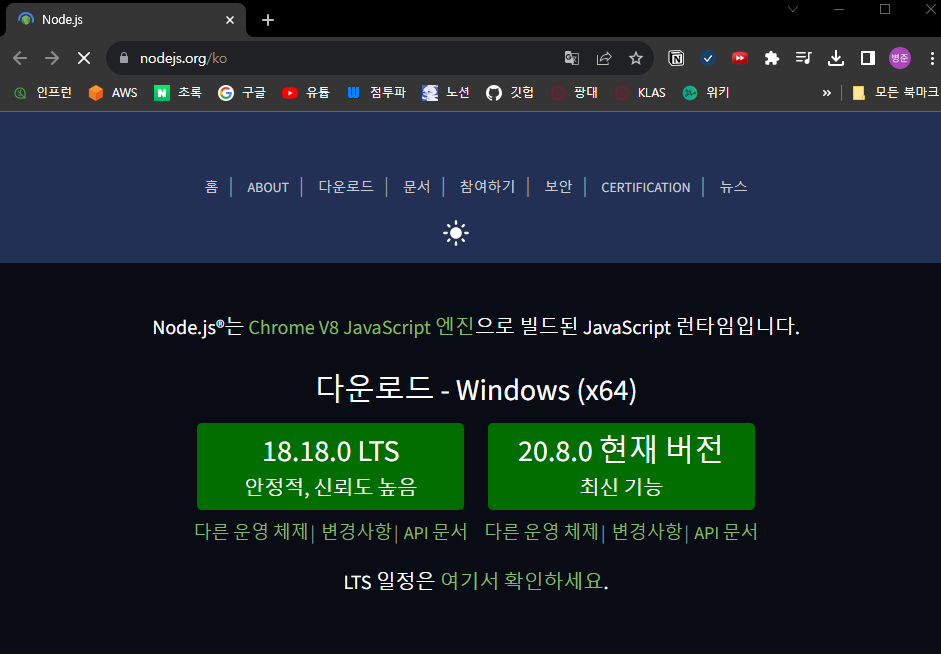 Node.js
nodejs.org/ko
병준
인프런 AWS 초록 구글 유튭 점투파 노션 깃헙 광대 KLAS 위키 » 모든 북마크
홈 | ABOUT | 다운로드 | 문서 | 참여하기 | 보안 | CERTIFICATION | 뉴스
Node.js®는 Chrome V8 JavaScript 엔진으로 빌드된 JavaScript 런타임입니다.
다운로드 - Windows (x64)
18.18.0 LTS
안정적, 신뢰도 높음
20.8.0 현재 버전
최신 기능
다른 운영 체제| 변경사항| API 문서
다른 운영 체제| 변경사항| API 문서
LTS 일정은 여기서 확인하세요.